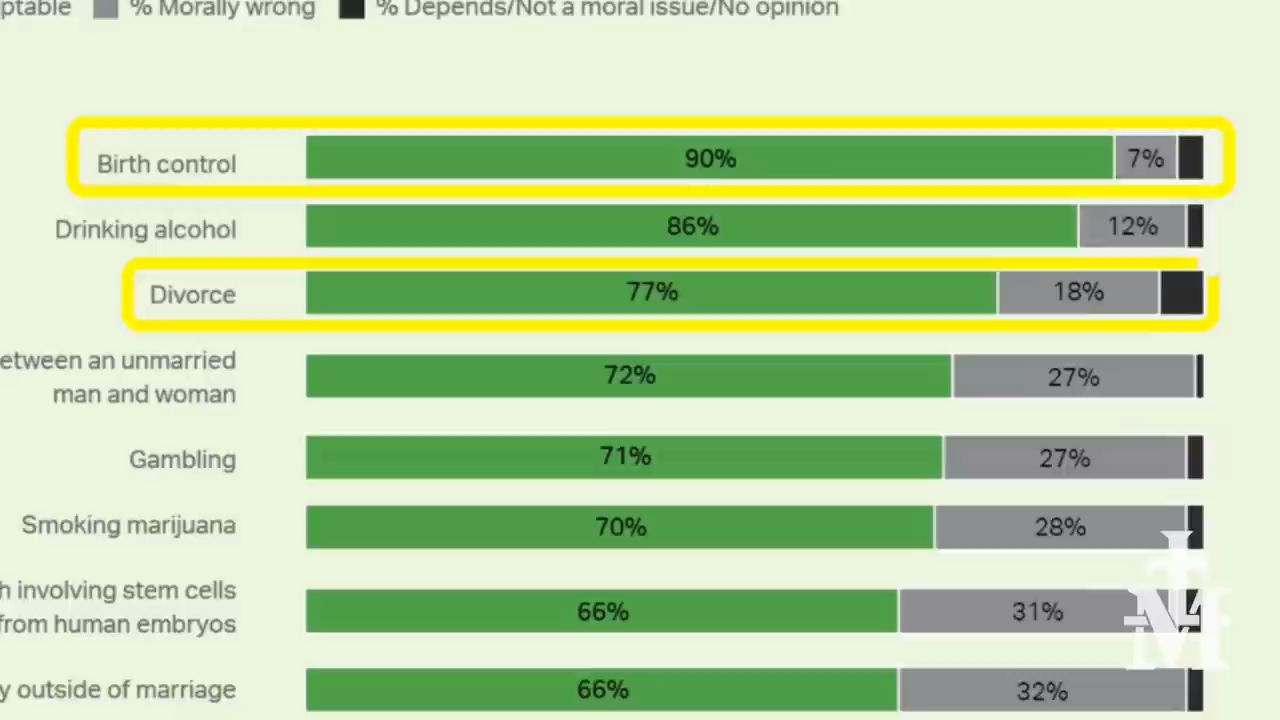 ptable % Morally wrong % Depends/Not a moral issue/No opinion
Birth control 90% 7%
Drinking alcohol 86% 12%
Divorce 77% 18%
etween an unmarried
man and woman 72% 27%
Gambling 71% 27%
Smoking marijuana 70% 28%
h involving stem cells
from human embryos 66% 31%
y outside of marriage 66% 32%